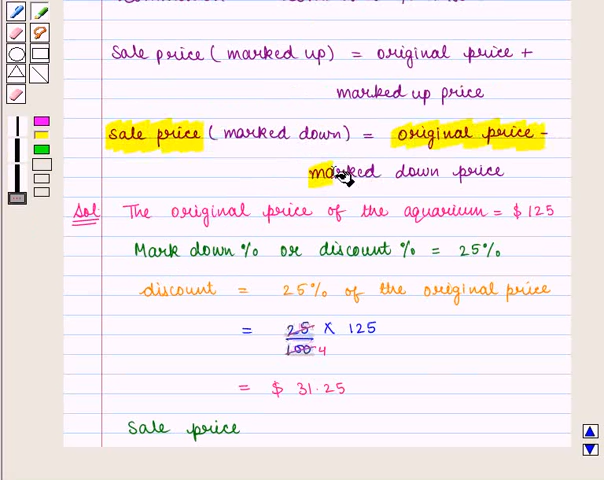 Sale price (marked up) = original price +
marked up price
Sale price (marked down) = original price -
marked down price
Sol The original price of the aquarium = $ 125
Mark down % or discount % = 25%
discount = 25% of the original price
= 25/100 4 × 125
= $ 31.25
Sale price